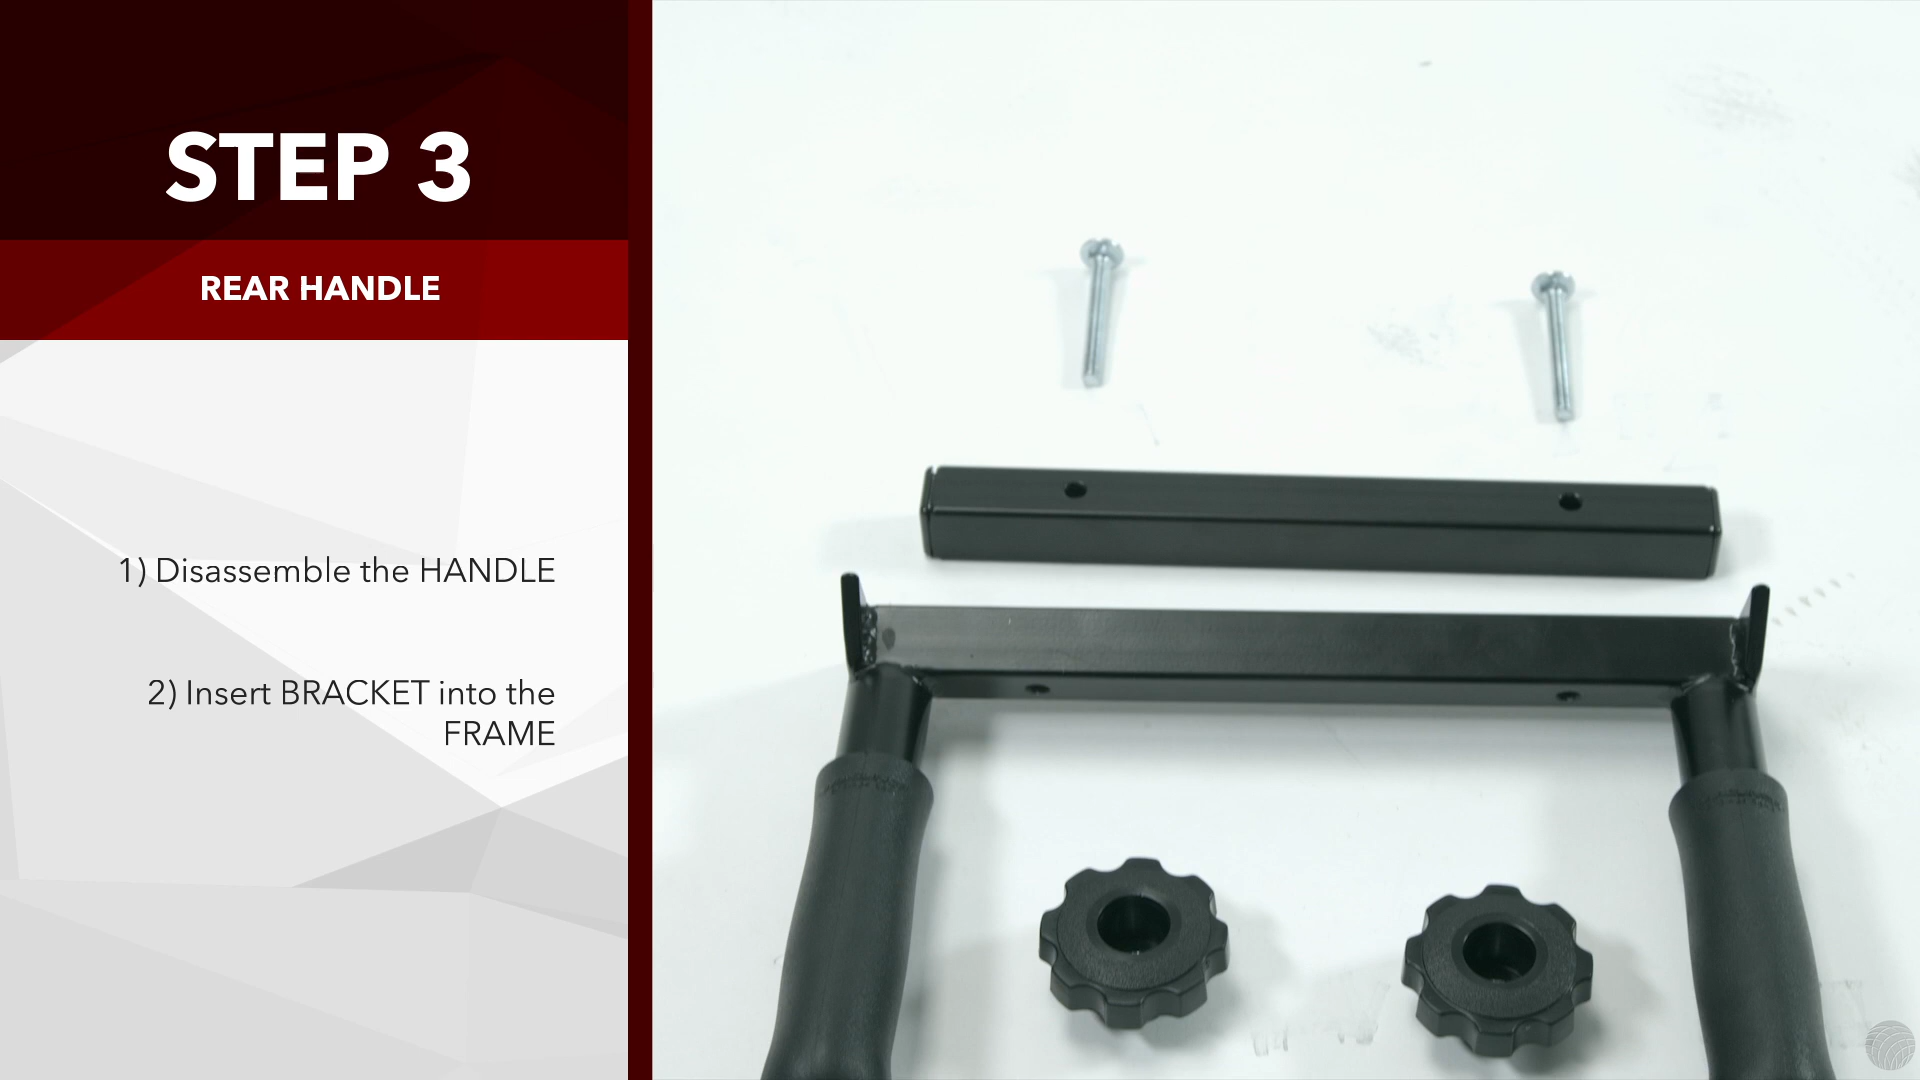 STEP 3
REAR HANDLE
1) Disassemble the HANDLE
2) Insert BRACKET into the
FRAME